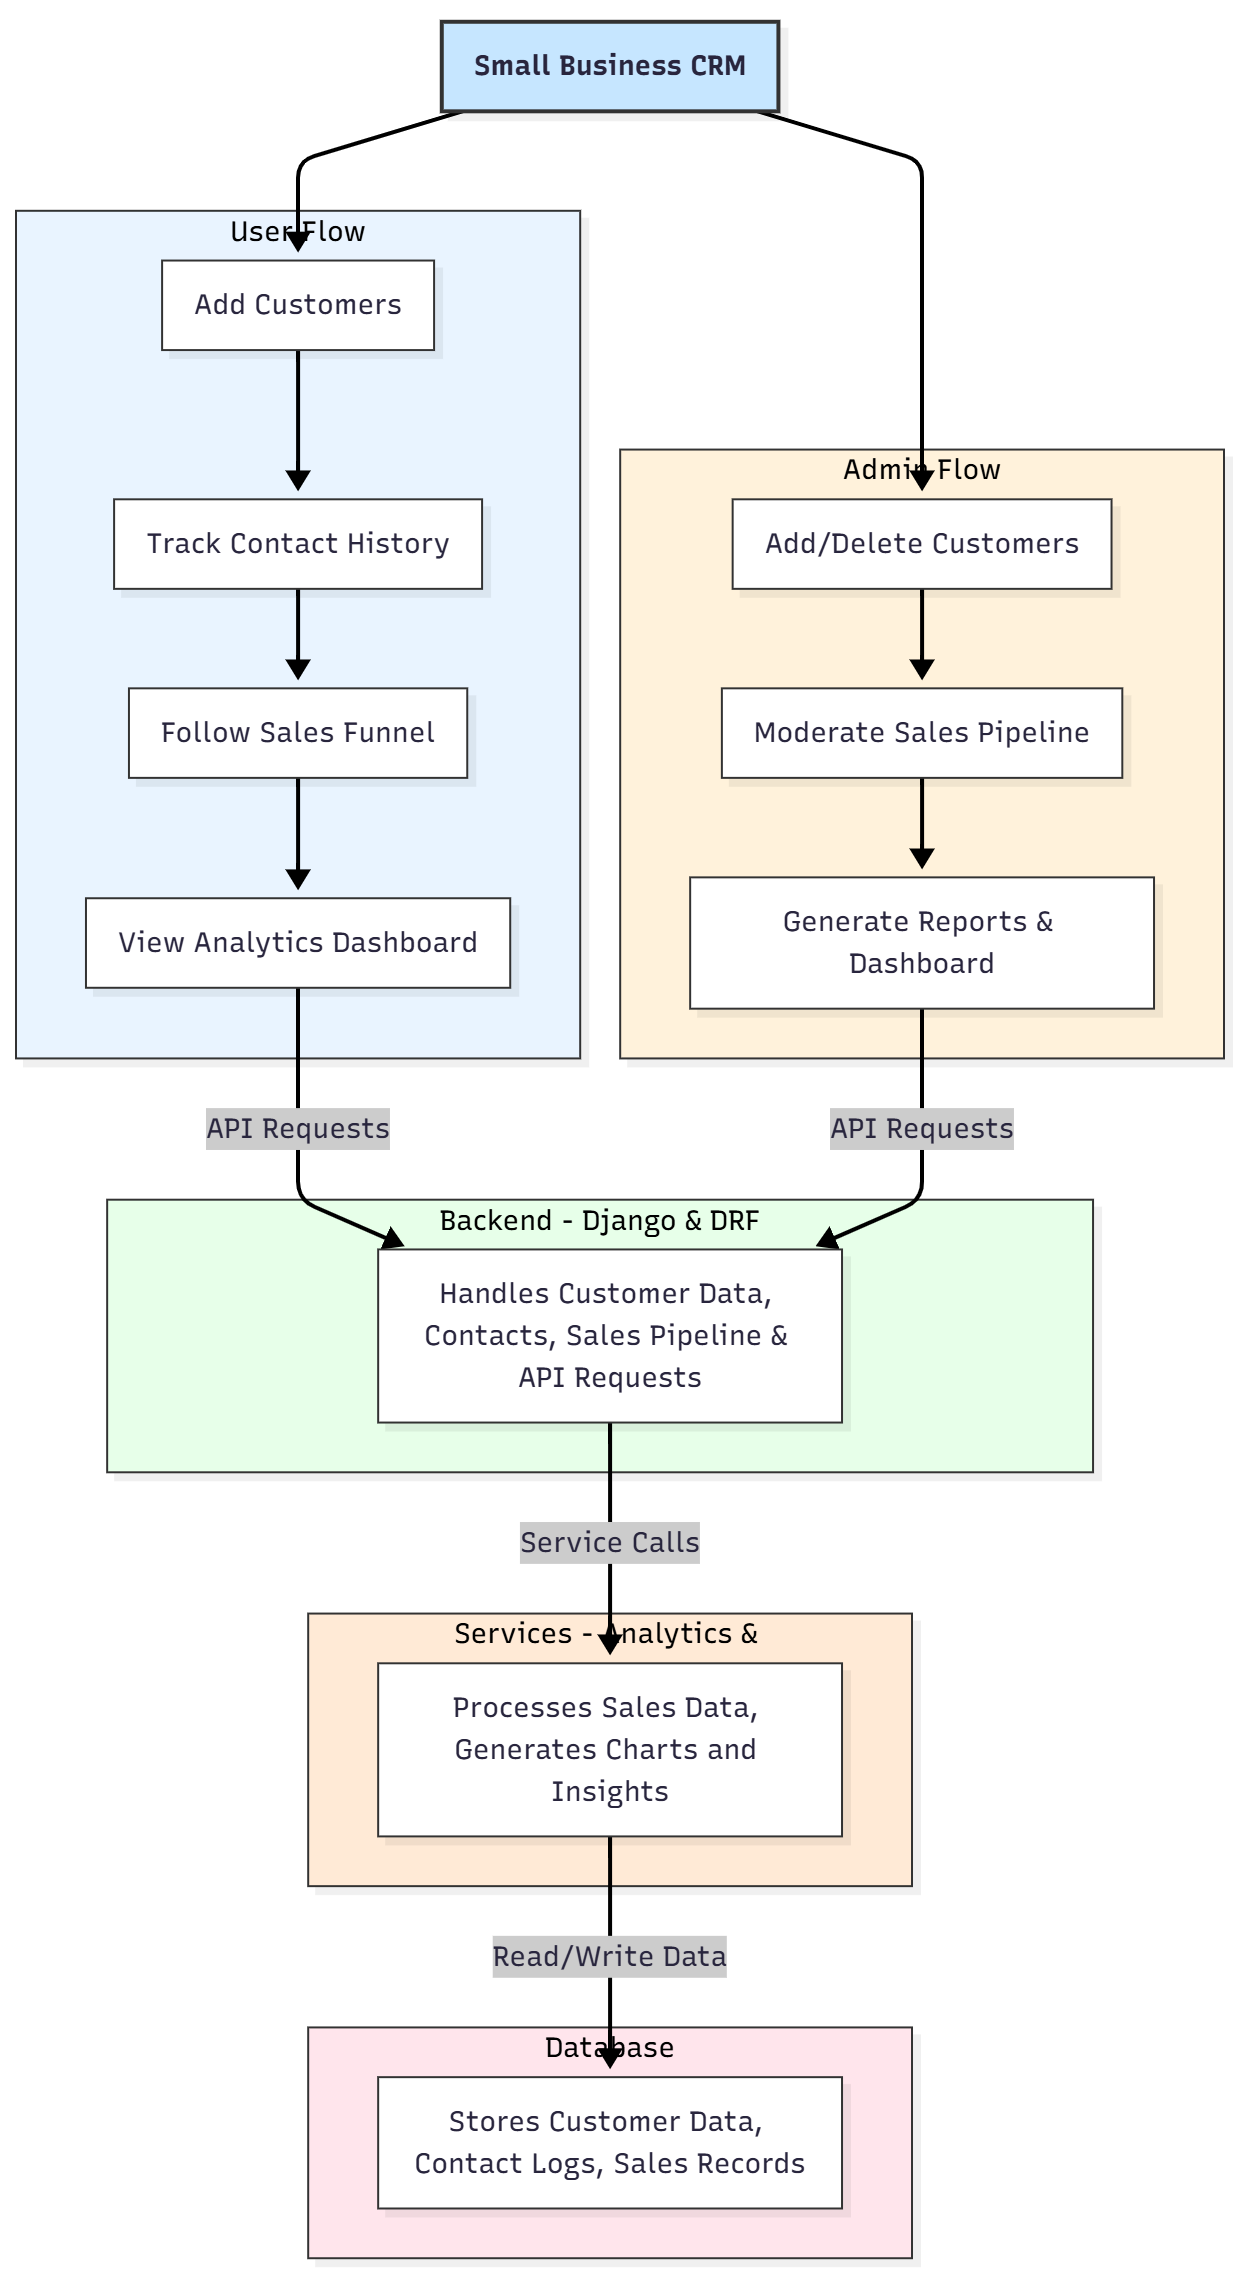 Small Business CRM
User Flow
Add Customers
Track Contact History
Follow Sales Funnel
View Analytics Dashboard
Admin Flow
Add/Delete Customers
Moderate Sales Pipeline
Generate Reports &
Dashboard
API Requests
API Requests
Backend - Django & DRF
Handles Customer Data,
Contacts, Sales Pipeline &
API Requests
Service Calls
Services - Analytics &
Processes Sales Data,
Generates Charts and
Insights
Read/Write Data
Database
Stores Customer Data,
Contact Logs, Sales Records